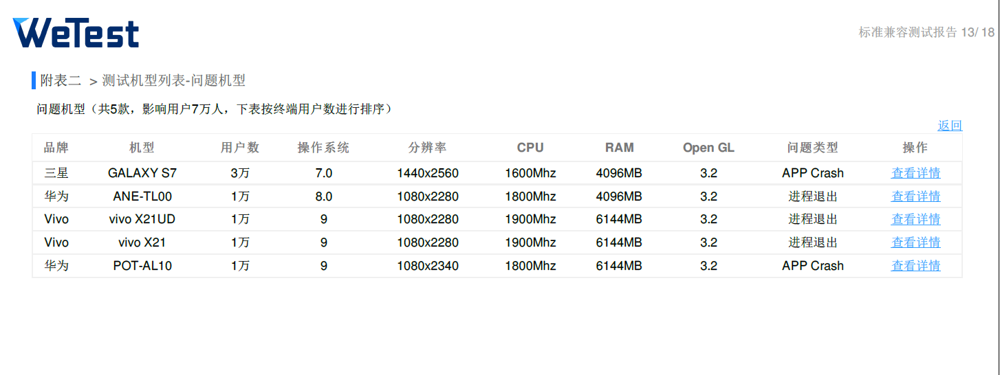 WeTest
标准兼容测试报告 13/ 18
附表二 > 测试机型列表-问题机型
问题机型（共5款，影响用户7万人，下表按终端用户数进行排序）
返回
品牌 机型 用户数 操作系统 分辨率 CPU RAM Open GL 问题类型 操作
三星 GALAXY S7 3万 7.0 1440x2560 1600Mhz 4096MB 3.2 APP Crash 查看详情
华为 ANE-TL00 1万 8.0 1080x2280 1800Mhz 4096MB 3.2 进程退出 查看详情
Vivo vivo X21UD 1万 9 1080x2280 1900Mhz 6144MB 3.2 进程退出 查看详情
Vivo vivo X21 1万 9 1080x2280 1900Mhz 6144MB 3.2 进程退出 查看详情
华为 POT-AL10 1万 9 1080x2340 1800Mhz 6144MB 3.2 APP Crash 查看详情